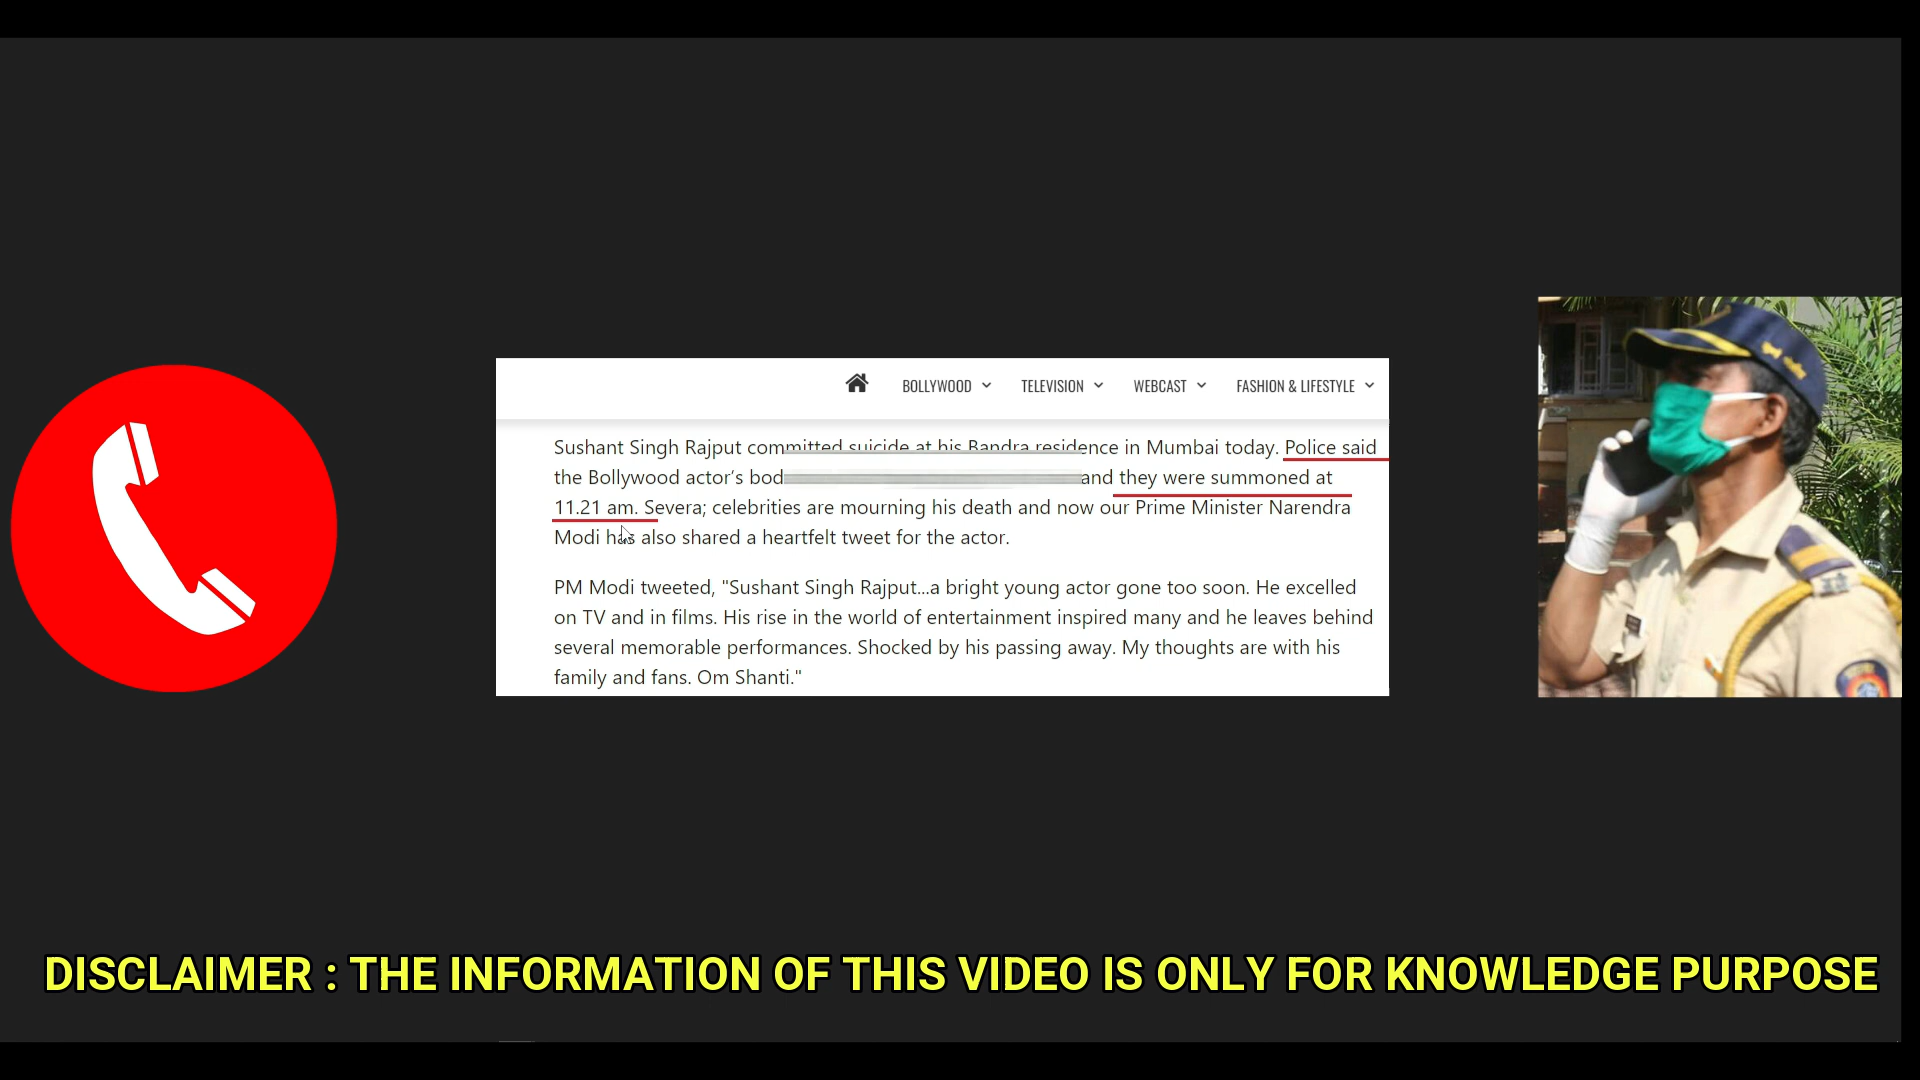 BOLLYWOOD TELEVISION WEBCAST FASHION & LIFESTYLE
Sushant Singh Rajput committed suicide at his Bandra residence in Mumbai today. Police said
the Bollywood actor's bod and they were summoned at
11.21 am. Severa; celebrities are mourning his death and now our Prime Minister Narendra
Modi has also shared a heartfelt tweet for the actor.
PM Modi tweeted, "Sushant Singh Rajput...a bright young actor gone too soon. He excelled
on TV and in films. His rise in the world of entertainment inspired many and he leaves behind
several memorable performances. Shocked by his passing away. My thoughts are with his
family and fans. Om Shanti."
DISCLAIMER : THE INFORMATION OF THIS VIDEO IS ONLY FOR KNOWLEDGE PURPOSE